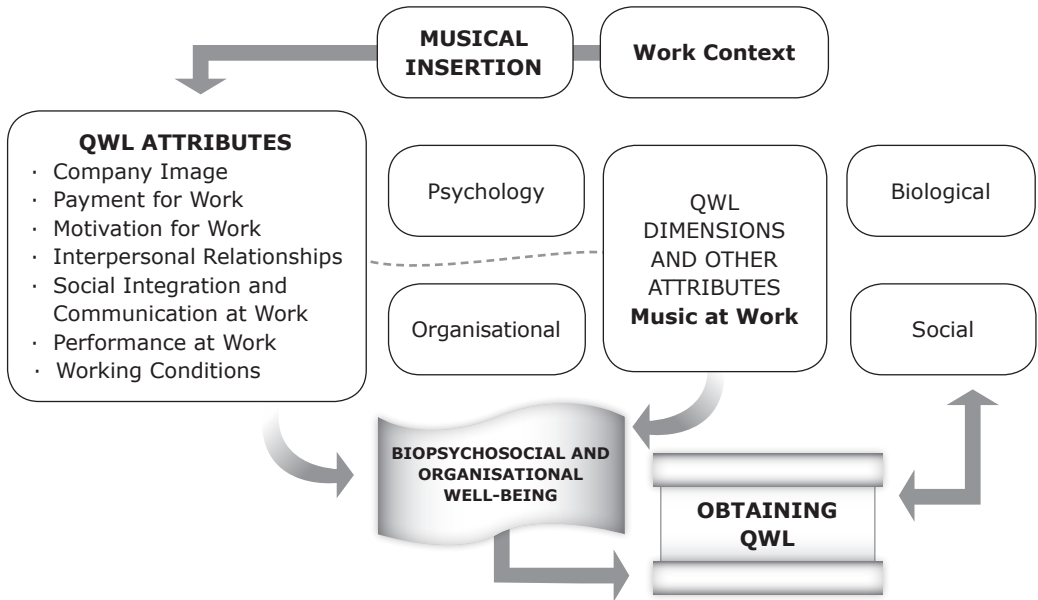 MUSICAL
INSERTION
Work Context
QWL ATTRIBUTES
· Company Image
· Payment for Work
· Motivation for Work
· Interpersonal Relationships
· Social Integration and
Communication at Work
· Performance at Work
· Working Conditions
Psychology
Organisational
QWL
DIMENSIONS
AND OTHER
ATTRIBUTES
Music at Work
Biological
Social
BIOPSYCHOSOCIAL AND
ORGANISATIONAL
WELL-BEING
OBTAINING
QWL